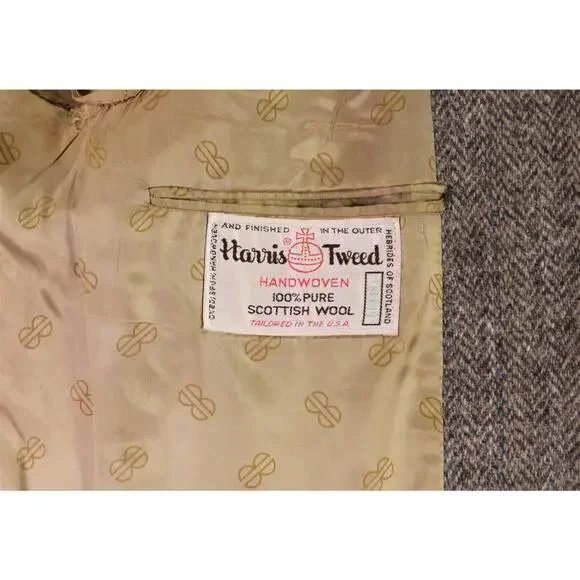 AND FINISHED IN THE OUTER
HEBRIDES OF SCOTLAND
Harris Tweed
®
HANDWOVEN
100% PURE
SCOTTISH WOOL
TAILORED IN THE U.S.A.